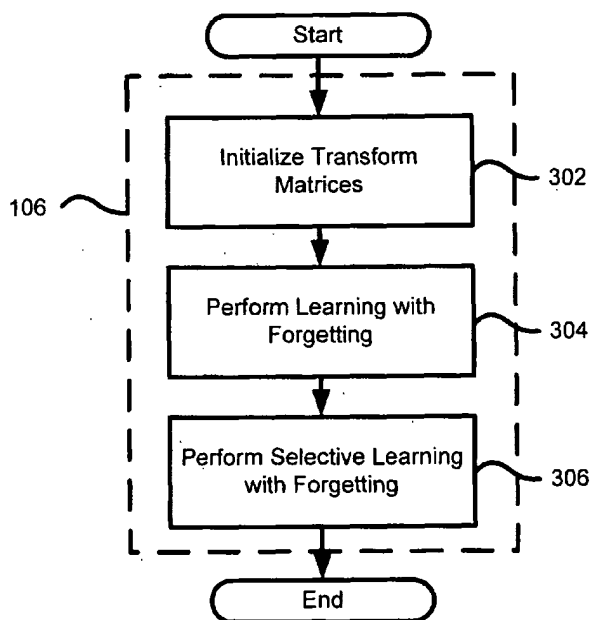 Start
Initialize Transform
Matrices
302
106
Perform Learning with
Forgetting
304
Perform Selective Learning
with Forgetting
306
End